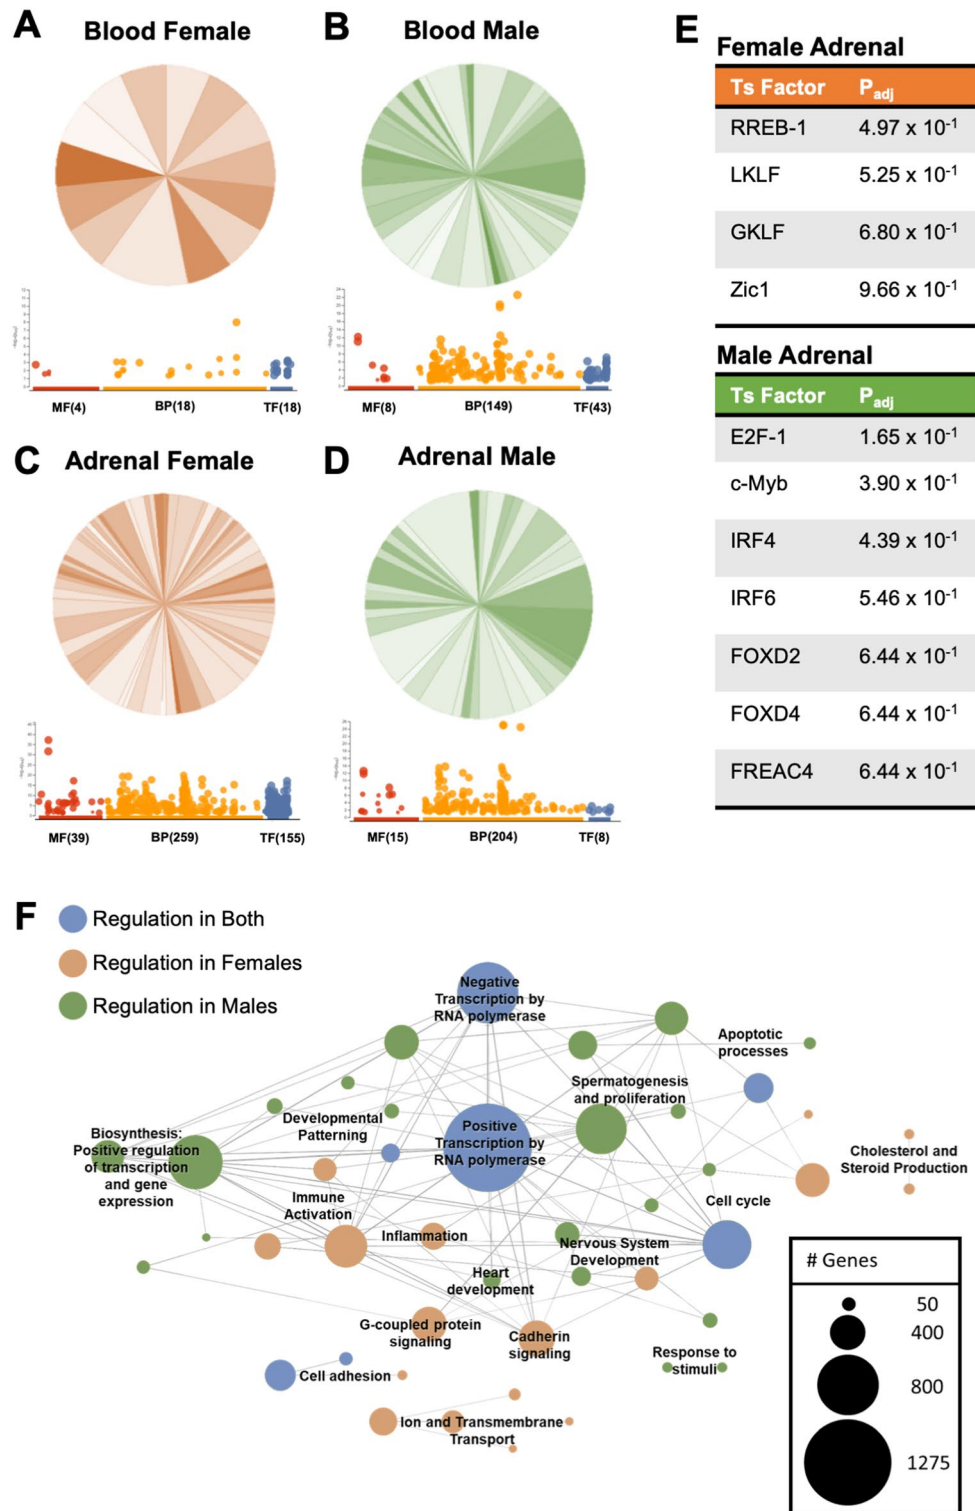 A
Blood Female
B
Blood Male
MF(4)
BP(18)
TF(18)
MF(8)
BP(149)
TF(43)
C
Adrenal Female
D
Adrenal Male
MF(39)
BP(259)
TF(155)
MF(15)
BP(204)
TF(8)
E
Female Adrenal
Ts Factor Padj
RREB-1 4.97 x 10⁻¹
LKLF 5.25 x 10⁻¹
GKLF 6.80 x 10⁻¹
Zic1 9.66 x 10⁻¹
Male Adrenal
Ts Factor Padj
E2F-1 1.65 x 10⁻¹
c-Myb 3.90 x 10⁻¹
IRF4 4.39 x 10⁻¹
IRF6 5.46 x 10⁻¹
FOXD2 6.44 x 10⁻¹
FOXD4 6.44 x 10⁻¹
FREAC4 6.44 x 10⁻¹
F
Regulation in Both
Regulation in Females
Regulation in Males
Negative
Transcription by
RNA polymerase
Apoptotic
processes
Spermatogenesis
and proliferation
Developmental
Patterning
Positive
Transcription by
RNA polymerase
Biosynthesis:
Positive regulation
of transcription
and gene
expression
Cholesterol and
Steroid Production
Immune
Activation
Cell cycle
Inflammation
Nervous System
Development
Heart
development
G-coupled protein
signaling
Cadherin
signaling
Response to
stimuli
Cell adhesion
Ion and Transmembrane
Transport
# Genes
50
400
800
1275